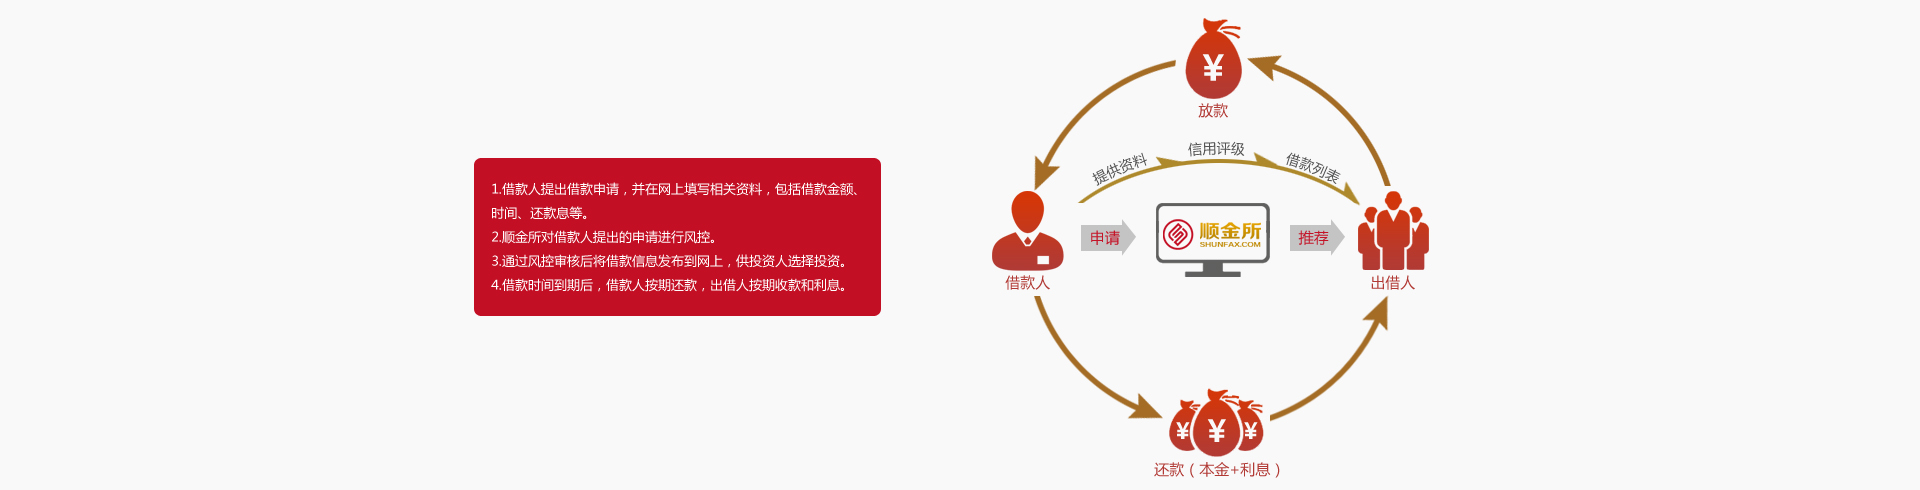 1.借款人提出借款申请，并在网上填写相关资料，包括借款金额、
时间、还款息等。
2.顺金所对借款人提出的申请进行风控。
3.通过风控审核后将借款信息发布到网上，供投资人选择投资。
4.借款时间到期后，借款人按期还款，出借人按期收款和利息。
¥
放款
提供资料
信用评级
借款列表
申请
顺金所
SHUNFAX.COM
推荐
借款人
出借人
¥ ¥ ¥
还款（本金+利息）